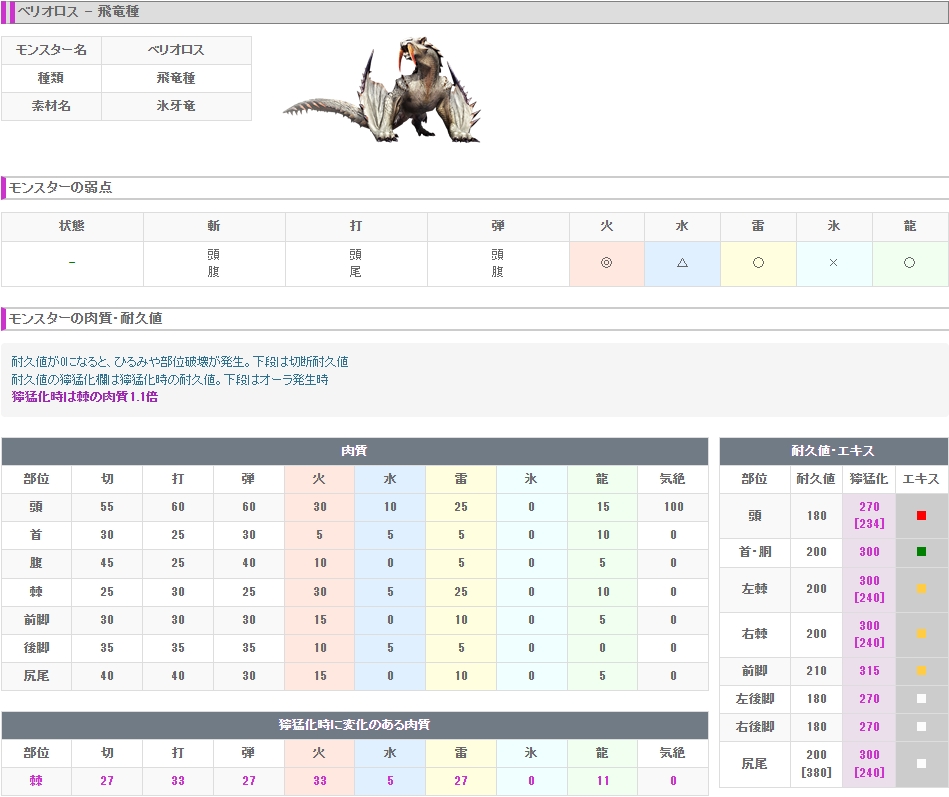 ベリオロス - 飛竜種
モンスター名 ベリオロス
種類 飛竜種
素材名 氷牙竜
モンスターの弱点
状態 斬 打 弾 火 水 雷 氷 龍
- 頭 腹 頭 尾 頭 腹 ◎ △ ○ × ○
モンスターの肉質・耐久値
耐久値が0になると、ひるみや部位破壊が発生。下段は切断耐久値
耐久値の獰猛化欄は獰猛化時の耐久値。下段はオーラ発生時
獰猛化時は棘の肉質1.1倍
肉質
部位 切 打 弾 火 水 雷 氷 龍 気絶
頭 55 60 60 30 10 25 0 15 100
首 30 25 30 5 5 5 0 10 0
腹 45 25 40 10 0 5 0 5 0
棘 25 30 25 30 5 25 0 10 0
前脚 30 30 30 15 0 10 0 5 0
後脚 35 35 35 10 5 5 0 0 0
尻尾 40 40 30 15 0 10 0 5 0
獰猛化時に変化のある肉質
部位 切 打 弾 火 水 雷 氷 龍 気絶
棘 27 33 27 33 5 27 0 11 0
耐久値・エキス
部位 耐久値 獰猛化 エキス
頭 180 270 [234] ■
首・胴 200 300 ■
左棘 200 300 [240] ■
右棘 200 300 [240] ■
前脚 210 315 ■
左後脚 180 270 ■
右後脚 180 270 ■
尻尾 200 [380] 300 [240] ■